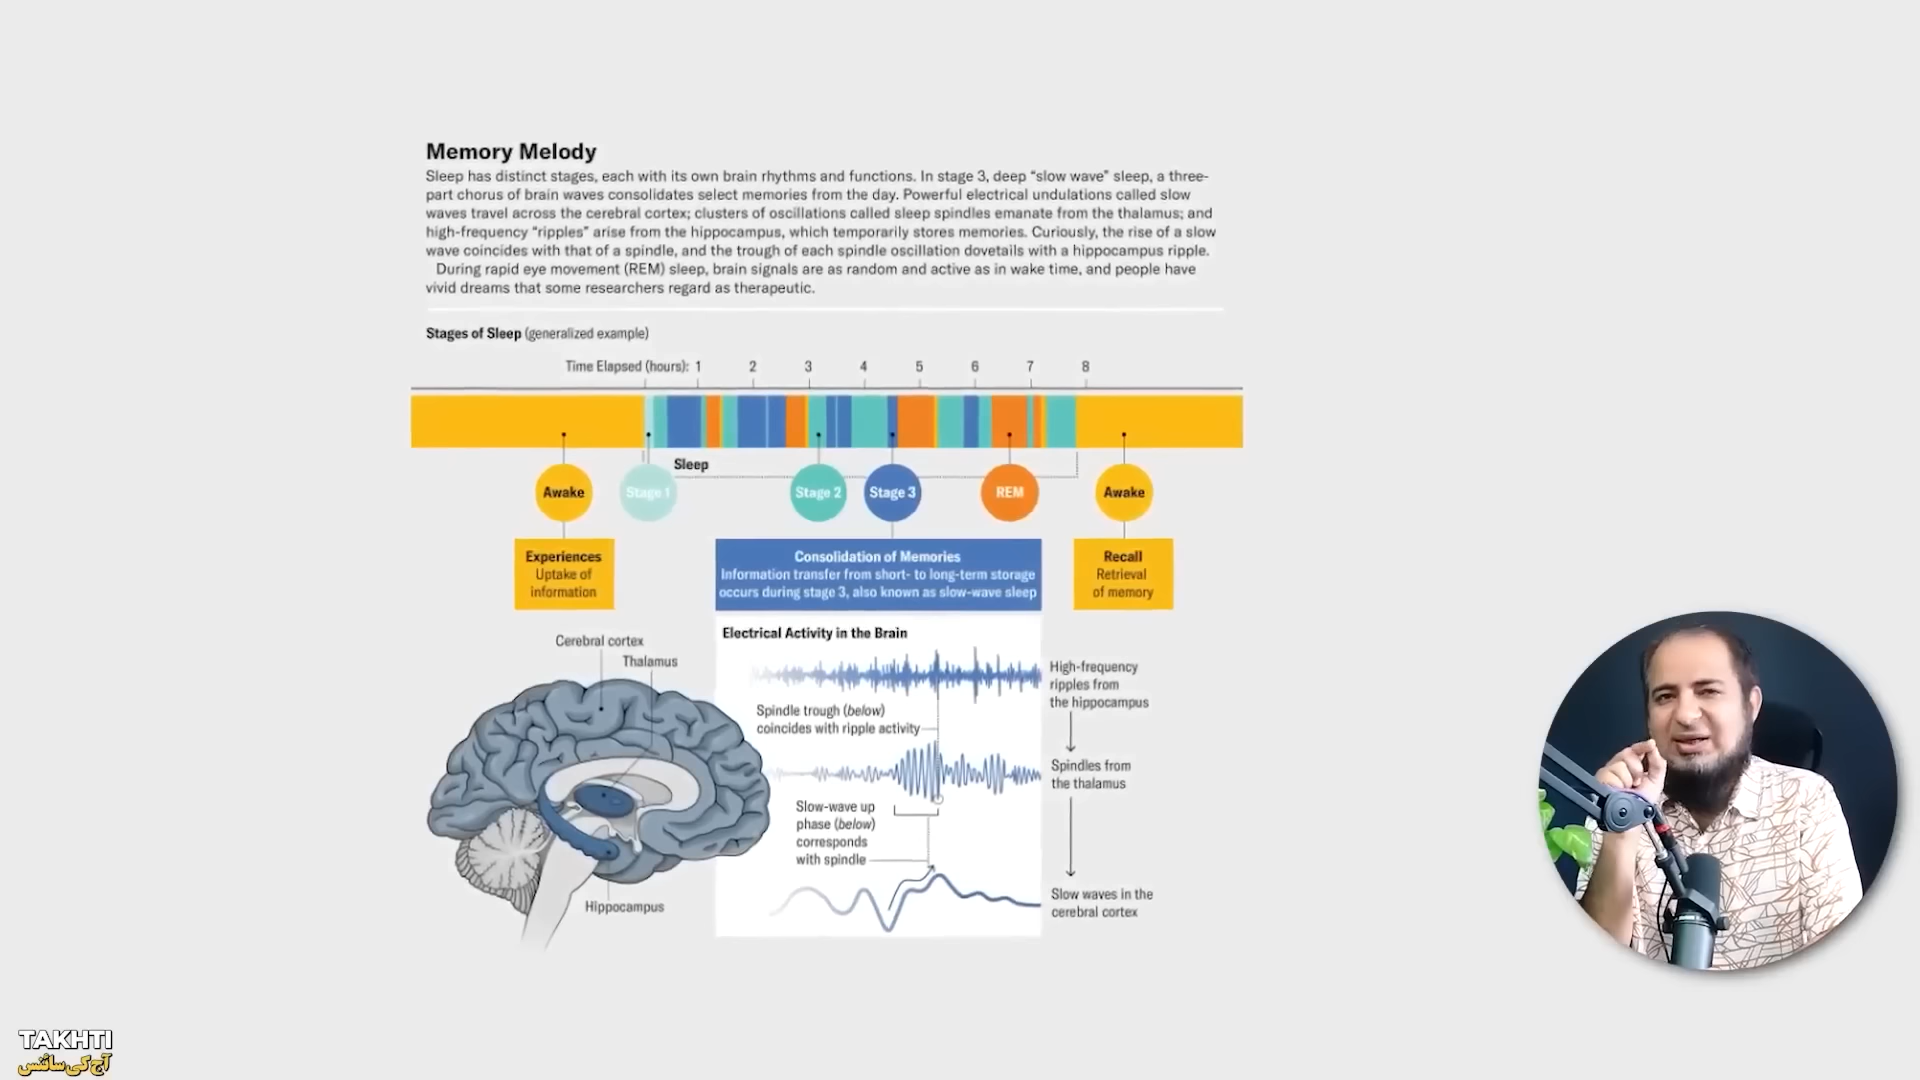 Memory Melody
Sleep has distinct stages, each with its own brain rhythms and functions. In stage 3, deep “slow wave” sleep, a three-
part chorus of brain waves consolidates select memories from the day. Powerful electrical undulations called slow
waves travel across the cerebral cortex; clusters of oscillations called sleep spindles emanate from the thalamus; and
high-frequency “ripples” arise from the hippocampus, which temporarily stores memories. Curiously, the rise of a slow
wave coincides with that of a spindle, and the trough of each spindle oscillation dovetails with a hippocampus ripple.
During rapid eye movement (REM) sleep, brain signals are as random and active as in wake time, and people have
vivid dreams that some researchers regard as therapeutic.
Stages of Sleep (generalized example)
Time Elapsed (hours): 1 2 3 4 5 6 7 8
Sleep
Awake Stage 1 Stage 2 Stage 3 REM Awake
Experiences
Uptake of
information
Consolidation of Memories
Information transfer from short- to long-term storage
occurs during stage 3, also known as slow-wave sleep
Recall
Retrieval
of memory
Cerebral cortex
Thalamus
Hippocampus
Electrical Activity in the Brain
High-frequency
ripples from
the hippocampus
Spindle trough (below)
coincides with ripple activity
Spindles from
the thalamus
Slow-wave up
phase (below)
corresponds
with spindle
Slow waves in the
cerebral cortex
TAKHTI
آج کی سائنس